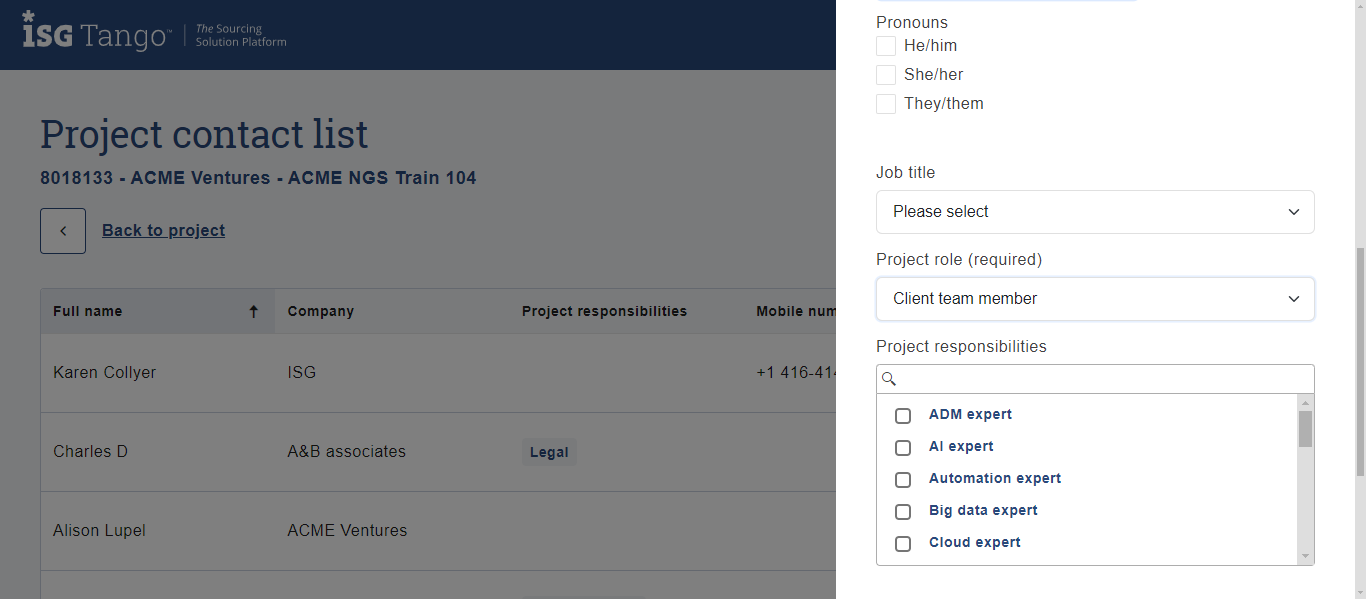 ISG Tango™ The Sourcing
Solution Platform
Project contact list
8018133 - ACME Ventures - ACME NGS Train 104
Back to project
Full name Company Project responsibilities Mobile num
Karen Collyer ISG +1 416-414
Charles D A&B associates Legal
Alison Lupel ACME Ventures
Pronouns
He/him
She/her
They/them
Job title
Please select
Project role (required)
Client team member
Project responsibilities
ADM expert
AI expert
Automation expert
Big data expert
Cloud expert